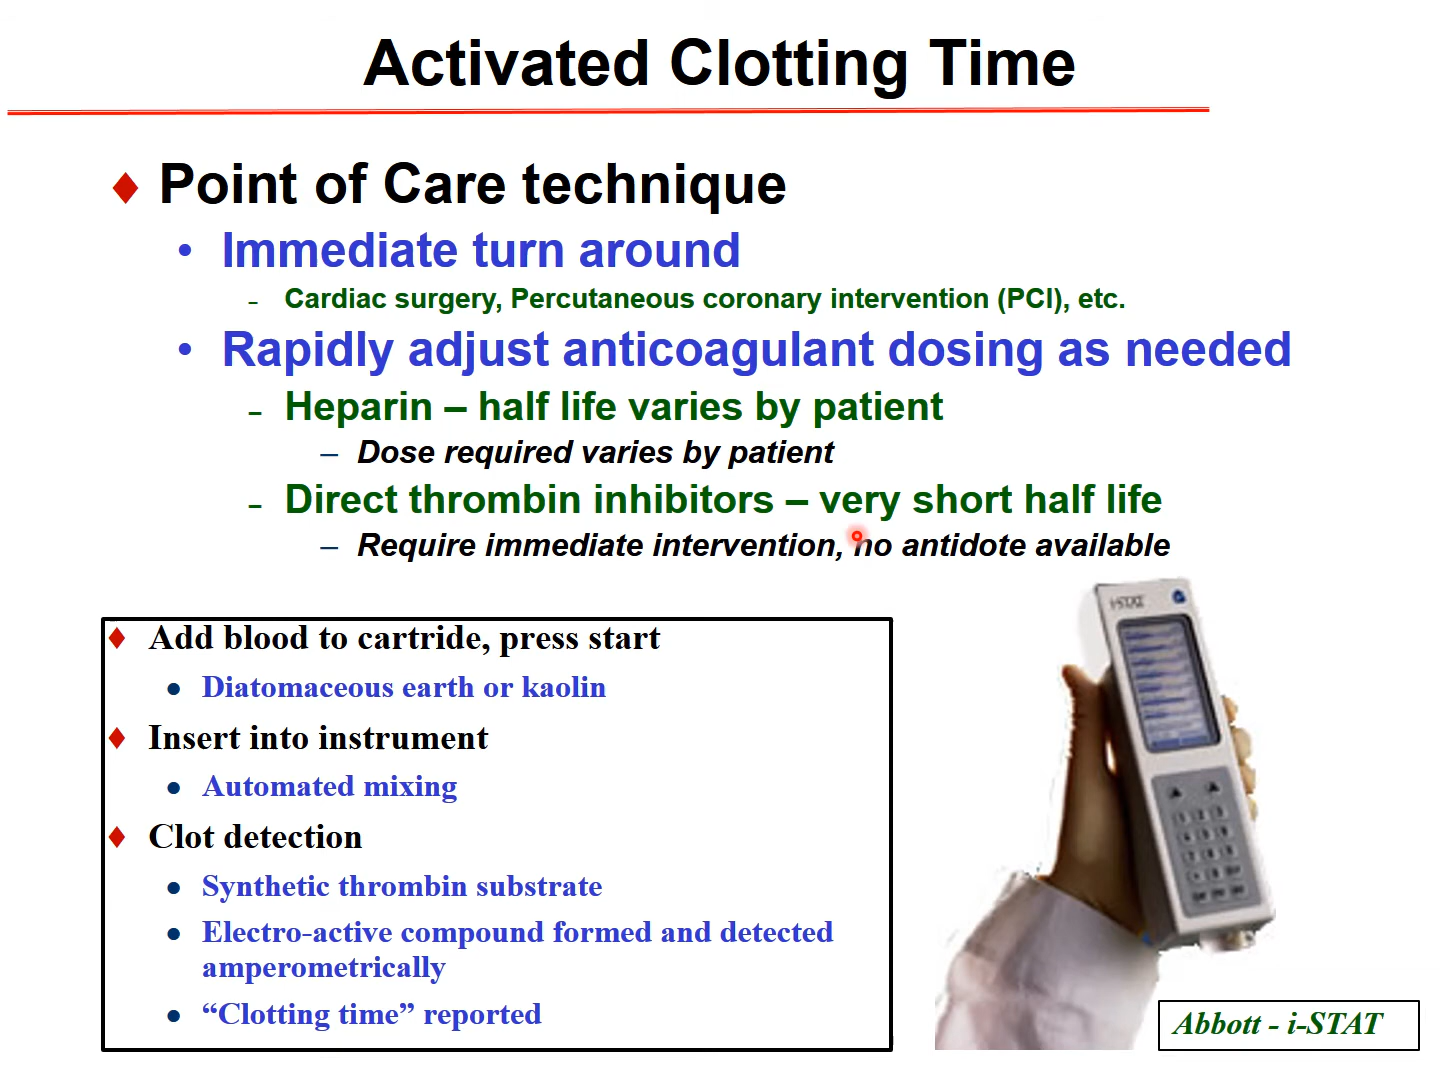 Activated Clotting Time
Point of Care technique
Immediate turn around
Cardiac surgery, Percutaneous coronary intervention (PCI), etc.
Rapidly adjust anticoagulant dosing as needed
Heparin – half life varies by patient
Dose required varies by patient
Direct thrombin inhibitors – very short half life
Require immediate intervention, no antidote available
Add blood to cartride, press start
Diatomaceous earth or kaolin
Insert into instrument
Automated mixing
Clot detection
Synthetic thrombin substrate
Electro-active compound formed and detected
amperometrically
“Clotting time” reported
i-STAT
Abbott - i-STAT